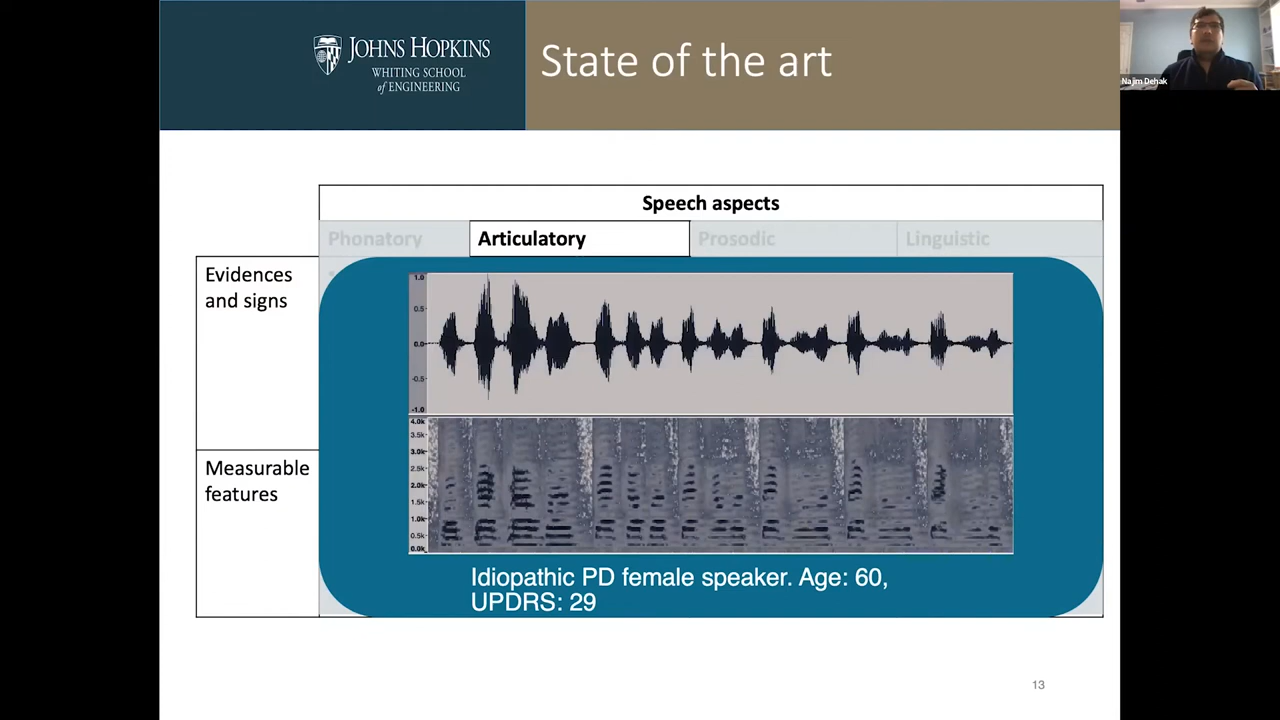 JOHNS HOPKINS
WHITING SCHOOL
of ENGINEERING
State of the art
Najim Dehak
Speech aspects
Phonatory
Articulatory
Prosodic
Linguistic
Evidences
and signs
1.0
0.5
0.0
-0.5
-1.0
4.0k
3.5k
3.0k
2.5k
2.0k
1.5k
1.0k
0.5k
0.0k
Measurable
features
Idiopathic PD female speaker. Age: 60,
UPDRS: 29
13